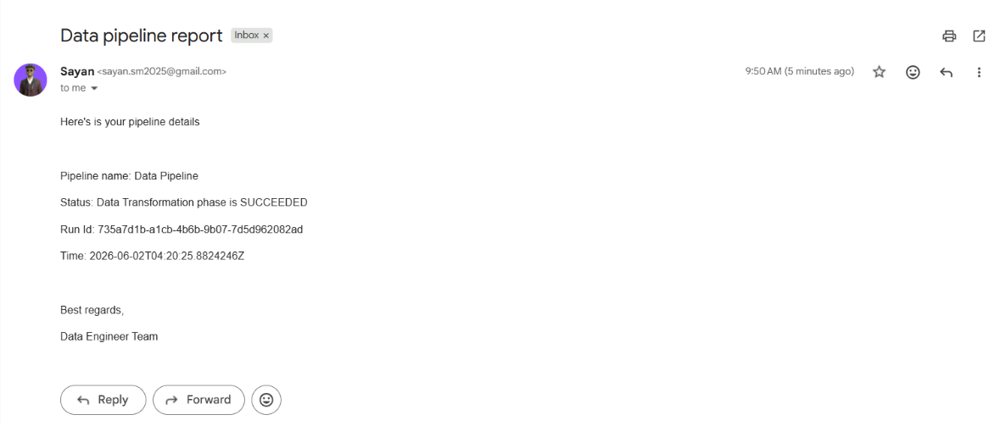 Data pipeline report Inbox ×
Sayan <sayan.sm2025@gmail.com> 9:50 AM (5 minutes ago)
to me
Here's is your pipeline details
Pipeline name: Data Pipeline
Status: Data Transformation phase is SUCCEEDED
Run Id: 735a7d1b-a1cb-4b6b-9b07-7d5d962082ad
Time: 2026-06-02T04:20:25.8824246Z
Best regards,
Data Engineer Team
Reply Forward